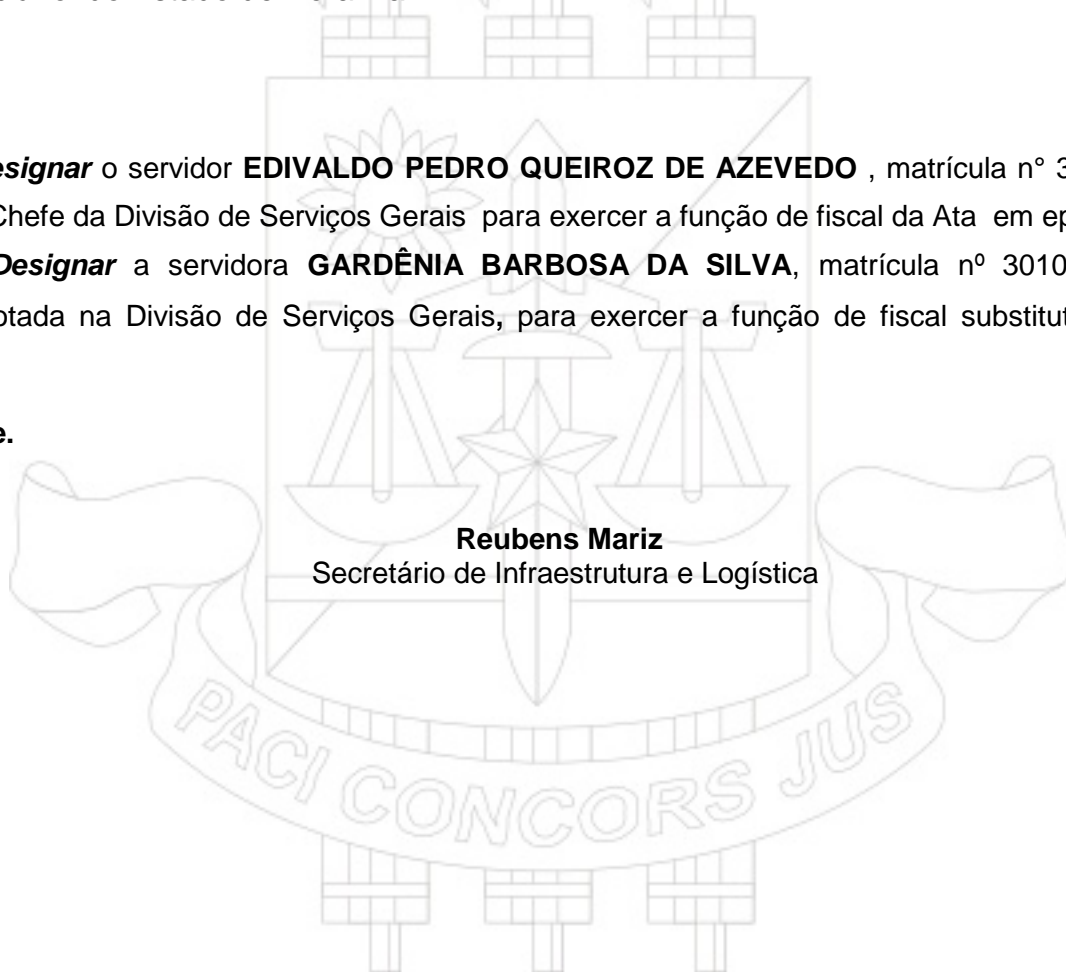 esignar o servidor EDIVALDO PEDRO QUEIROZ DE AZEVEDO , matrícula n° 3
Chefe da Divisão de Serviços Gerais para exercer a função de fiscal da Ata em ep
Designar a servidora GARDÊNIA BARBOSA DA SILVA, matrícula nº 3010
otada na Divisão de Serviços Gerais, para exercer a função de fiscal substitut
e.
Reubens Mariz
Secretário de Infraestrutura e Logística
PACI CONCORS JUS